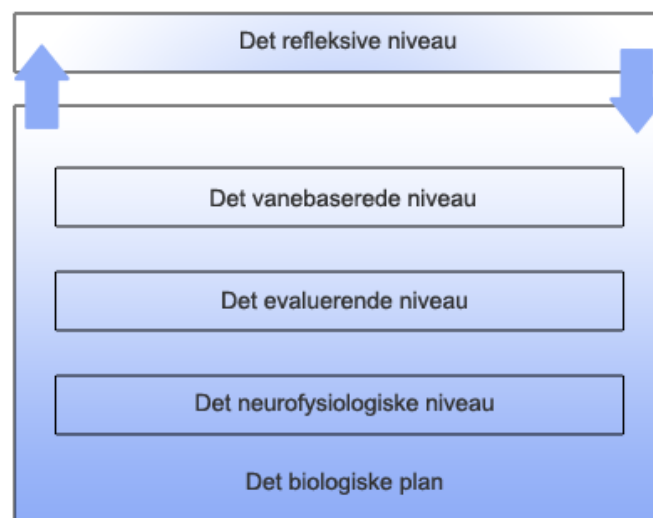 Det refleksive niveau
Det vanebaserede niveau
Det evaluerende niveau
Det neurofysiologiske niveau
Det biologiske plan